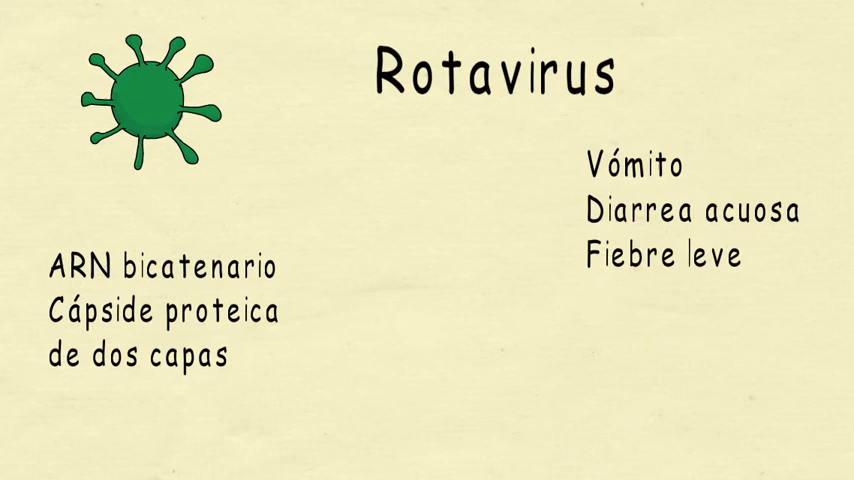 Rotavirus
Vómito
Diarrea acuosa
Fiebre leve
ARN bicatenario
Cápside proteica
de dos capas